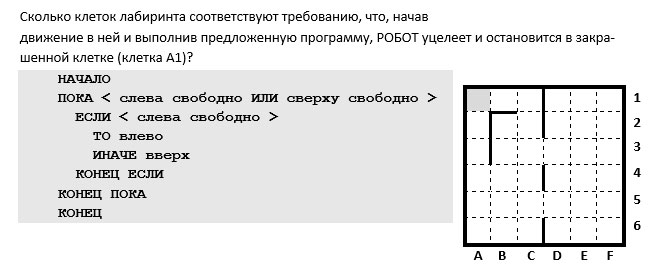 Сколько клеток лабиринта соответствуют требованию, что, начав
движение в ней и выполнив предложенную программу, РОБОТ уцелеет и остановится в закра-
шенной клетке (клетка А1)?
НАЧАЛО
ПОКА < слева свободно ИЛИ сверху свободно >
ЕСЛИ < слева свободно >
ТО влево
ИНАЧЕ вверх
КОНЕЦ ЕСЛИ
КОНЕЦ ПОКА
КОНЕЦ
1
2
3
4
5
6
A B C D E F